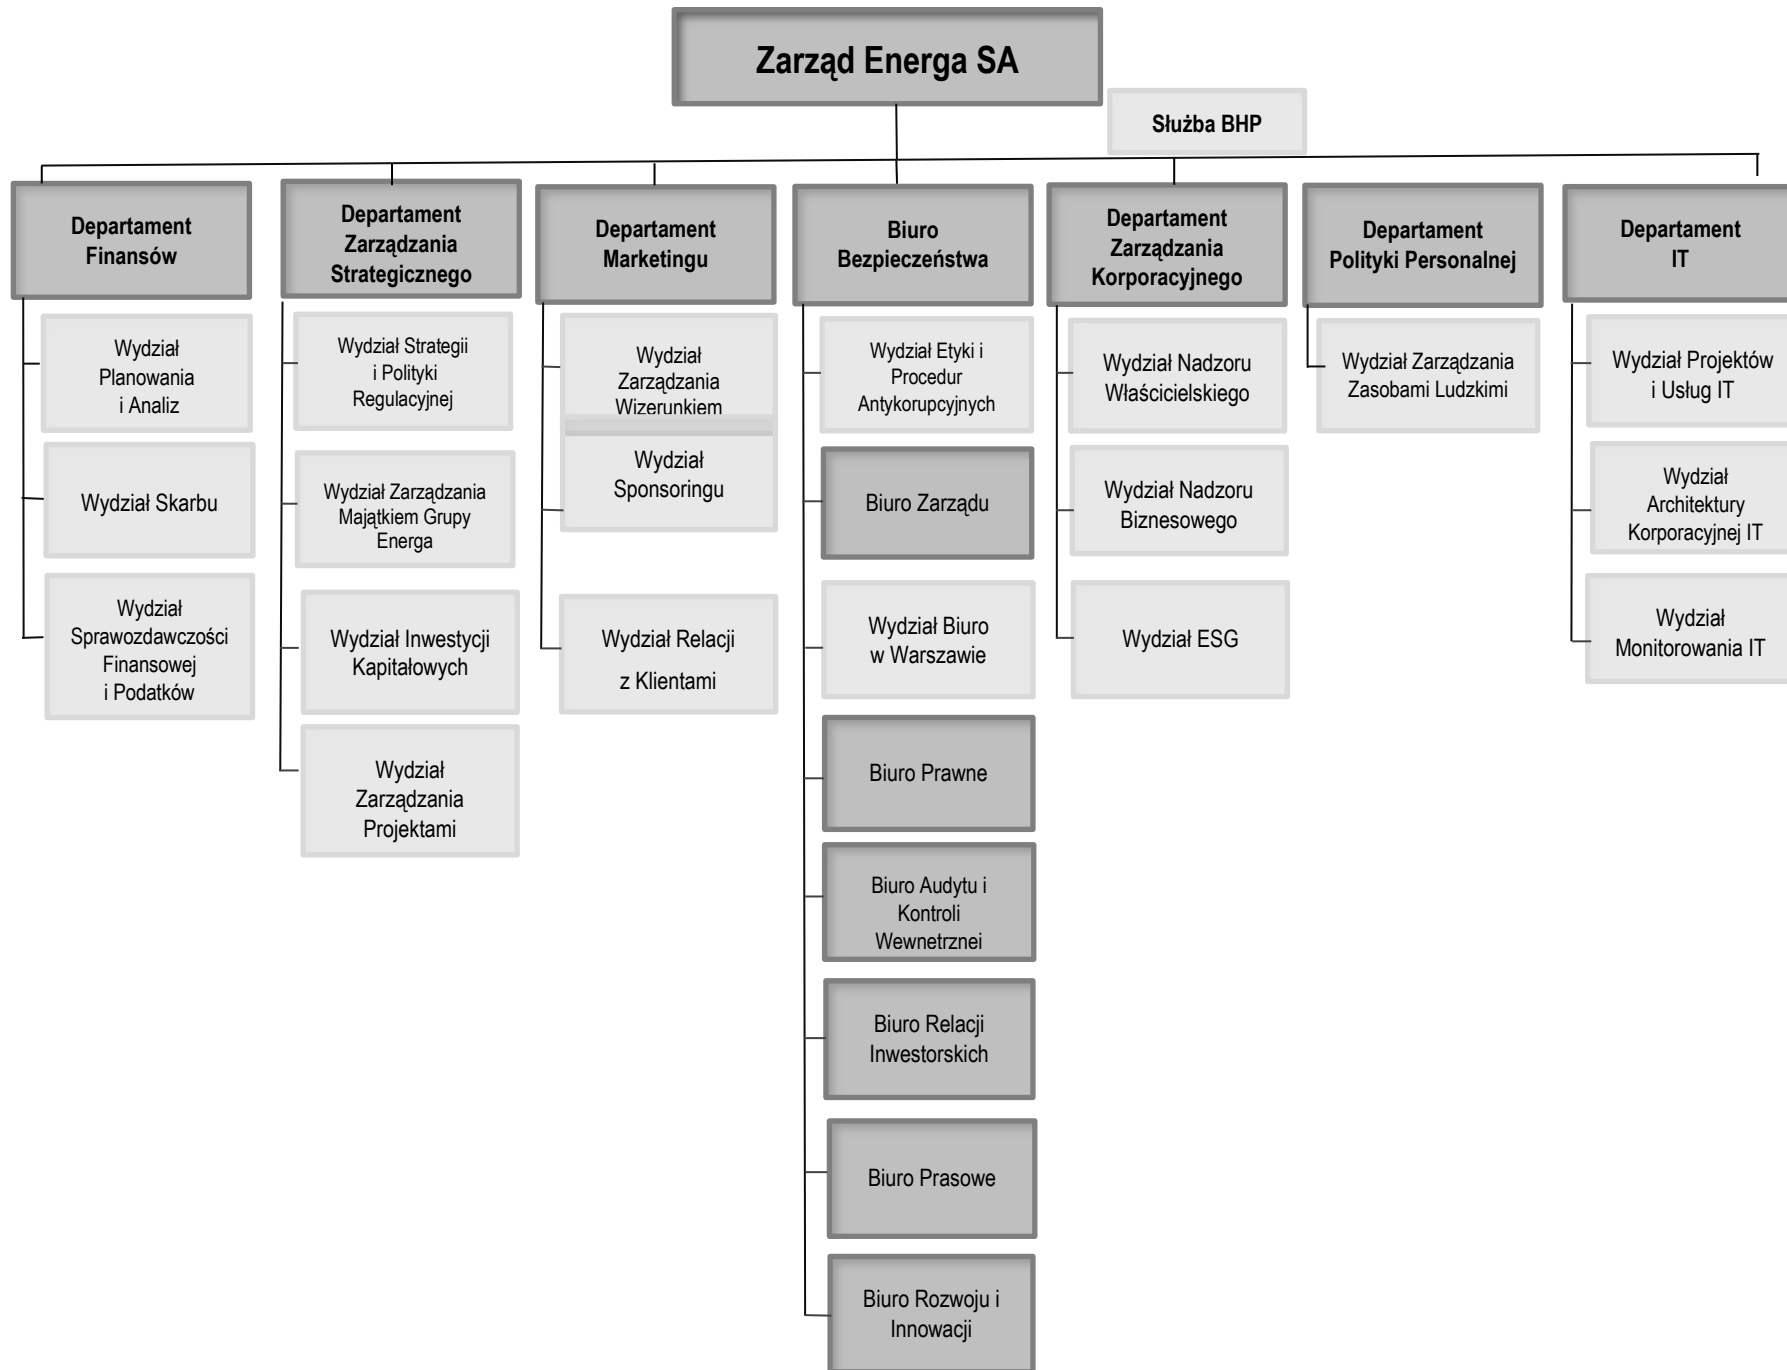 Zarząd Energa SA
Służba BHP
Departament
Finansów
Departament
Zarządzania
Strategicznego
Departament
Marketingu
Biuro
Bezpieczeństwa
Departament
Zarządzania
Korporacyjnego
Departament
Polityki Personalnej
Departament
IT
Wydział
Planowania
i Analiz
Wydział Skarbu
Wydział
Sprawozdawczości
Finansowej
i Podatków
Wydział Strategii
i Polityki
Regulacyjnej
Wydział Zarządzania
Majątkiem Grupy
Energa
Wydział Inwestycji
Kapitałowych
Wydział
Zarządzania
Projektami
Wydział
Zarządzania
Wizerunkiem
Wydział
Sponsoringu
Wydział Relacji
z Klientami
Wydział Etyki i
Procedur
Antykorupcyjnych
Biuro Zarządu
Wydział Biuro
w Warszawie
Biuro Prawne
Biuro Audytu i
Kontroli
Wewnętrznej
Biuro Relacji
Inwestorskich
Biuro Prasowe
Biuro Rozwoju i
Innowacji
Wydział Nadzoru
Właścicielskiego
Wydział Nadzoru
Biznesowego
Wydział ESG
Wydział Zarządzania
Zasobami Ludzkimi
Wydział Projektów
i Usług IT
Wydział
Architektury
Korporacyjnej IT
Wydział
Monitorowania IT